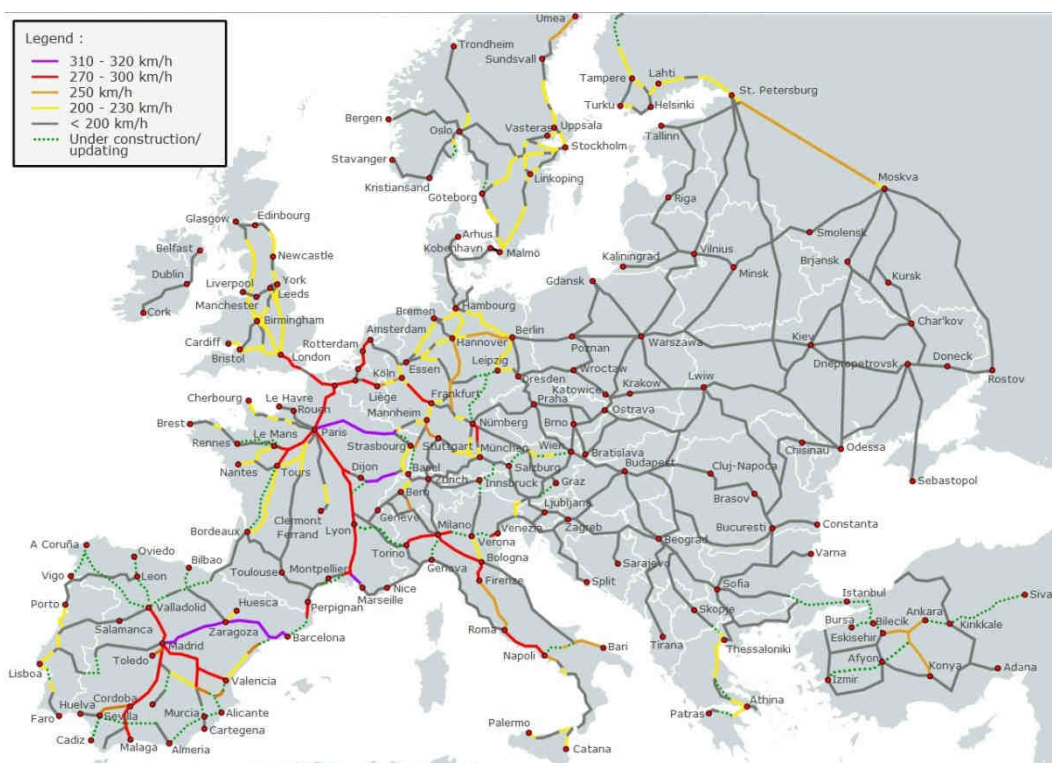 Legend :
310 - 320 km/h
270 - 300 km/h
250 km/h
200 - 230 km/h
< 200 km/h
Under construction/
updating
Umea
Trondheim
Sundsvall
Tampere
Lahti
St. Petersburg
Turku
Helsinki
Bergen
Oslo
Vasteras
Uppsala
Tallinn
Stockholm
Stavanger
Linkoping
Kristiansand
Göteborg
Moskva
Riga
Glasgow
Edinbourg
Arhus
Smolensk
Belfast
Kobenhavn
Malmö
Vilnius
Newcastle
Kaliningrad
Minsk
Brjansk
Dublin
Liverpool
York
Leeds
Gdansk
Kursk
Manchester
Hambourg
Cork
Bremen
Birmingham
Amsterdam
Char'kov
Cardiff
Rotterdam
Hannover
Berlin
Bristol
London
Poznan
Warszawa
Kiev
Essen
Leipzig
Dnepropetrovsk
Doneck
Köln
Wroctaw
Rostov
Dresden
Cherbourg
Le Havre
Liège
Frankfurt
Katowice
Krakow
Lwiw
Rouen
Praha
Brest
Mannheim
Ostrava
Le Mans
Paris
Nümberg
Brno
Rennes
Strasbourg
Stuttgart
Chisinau
Odessa
München
Wien
Nantes
Tours
Dijon
Basel
Salzburg
Bratislava
Budapest
Zurich
Innsbruck
Graz
Cluj-Napoca
Sebastopol
Bern
Ljubljana
Brasov
Bordeaux
Clermont
Ferrand
Lyon
Genève
Milano
Venezia
Zagreb
Bucuresti
Constanta
A Coruña
Oviedo
Bilbao
Torino
Verona
Beograd
Toulouse
Montpellier
Bologna
Varna
Vigo
Leon
Genova
Sarajevo
Nice
Firenze
Split
Sofia
Porto
Valladolid
Huesca
Perpignan
Marseille
Istanbul
Ankara
Sivas
Salamanca
Zaragoza
Barcelona
Skopje
Bursa
Bilecik
Kirikkale
Roma
Eskisehir
Madrid
Tirana
Thessaloniki
Toledo
Napoli
Bari
Afyon
Konya
Lisboa
Valencia
Adana
Izmir
Cordoba
Huelva
Athina
Faro
Sevilla
Murcia
Alicante
Palermo
Patras
Cartegena
Cadiz
Malaga
Almeria
Catana